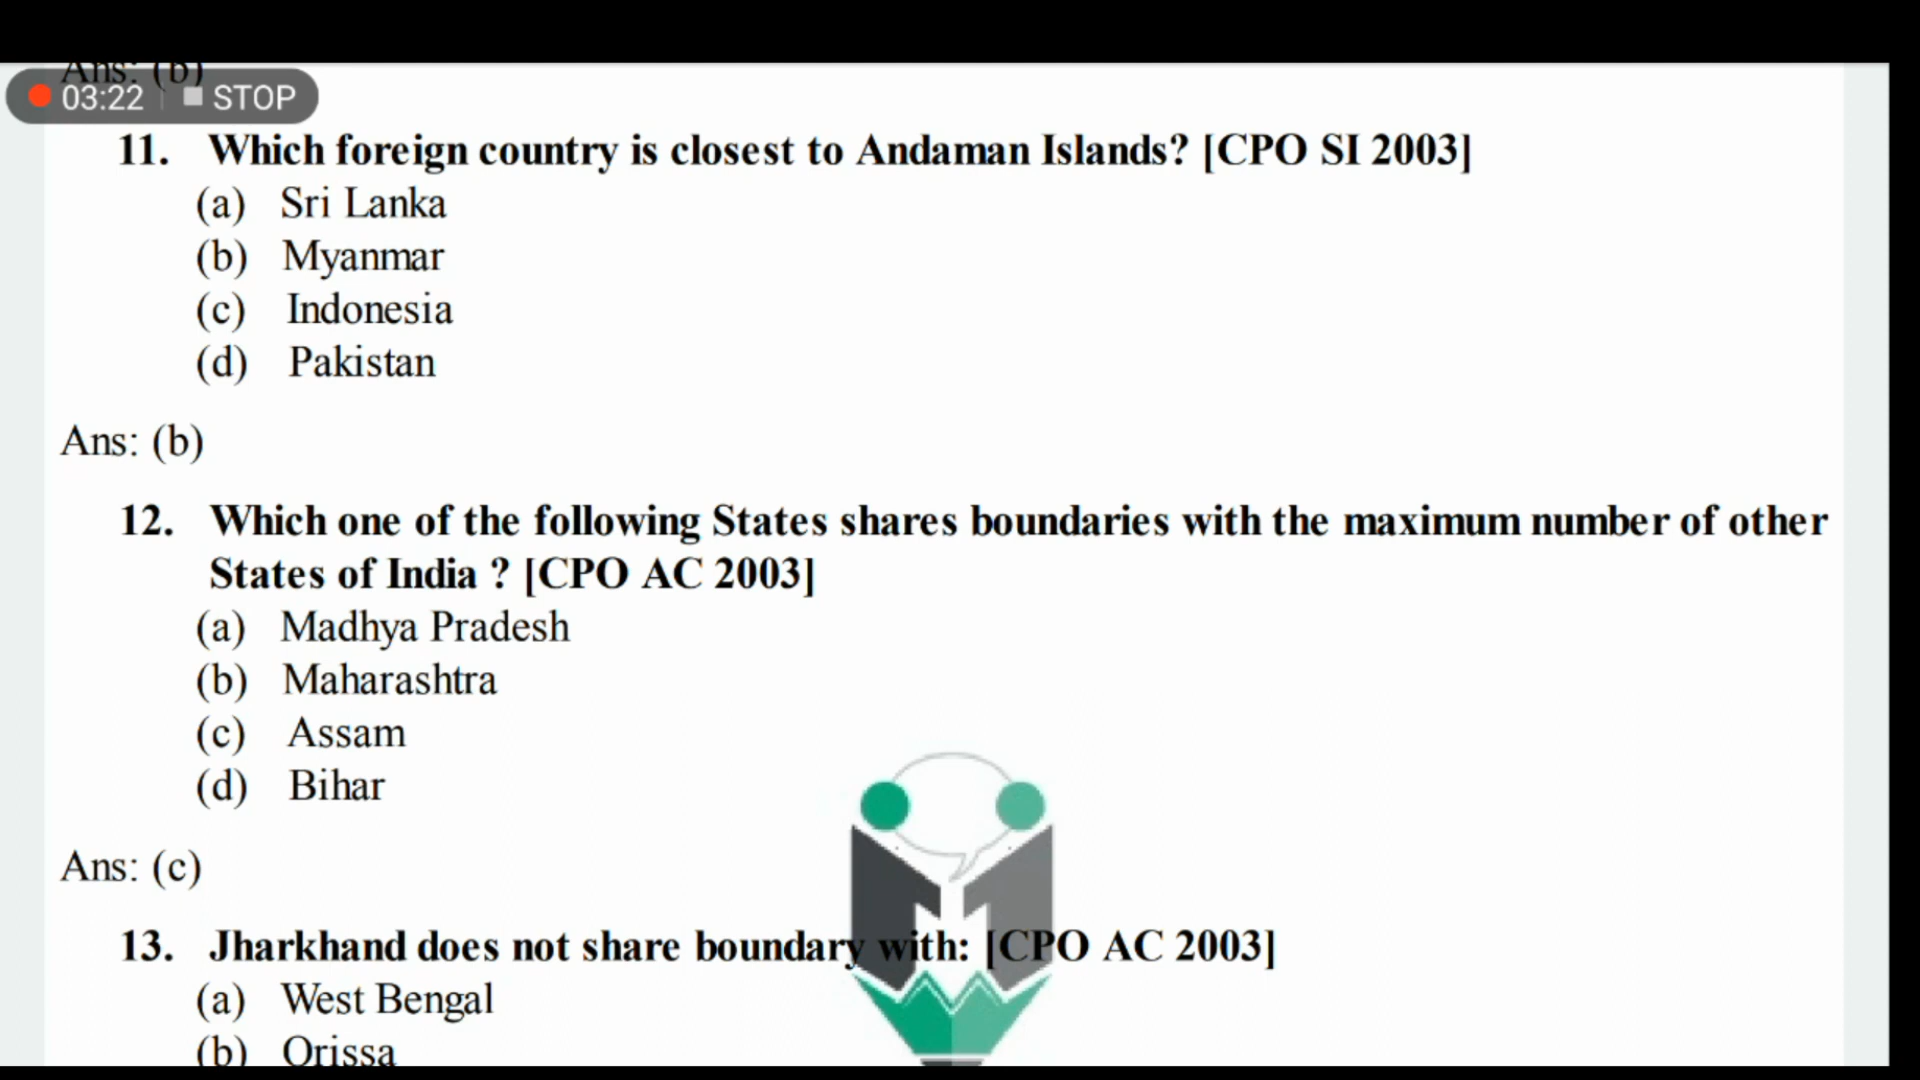 Ans: (b)
03:22 STOP
11. Which foreign country is closest to Andaman Islands? [CPO SI 2003]
(a) Sri Lanka
(b) Myanmar
(c) Indonesia
(d) Pakistan
Ans: (b)
12. Which one of the following States shares boundaries with the maximum number of other
States of India ? [CPO AC 2003]
(a) Madhya Pradesh
(b) Maharashtra
(c) Assam
(d) Bihar
Ans: (c)
13. Jharkhand does not share boundary with: [CPO AC 2003]
(a) West Bengal
(b) Orissa